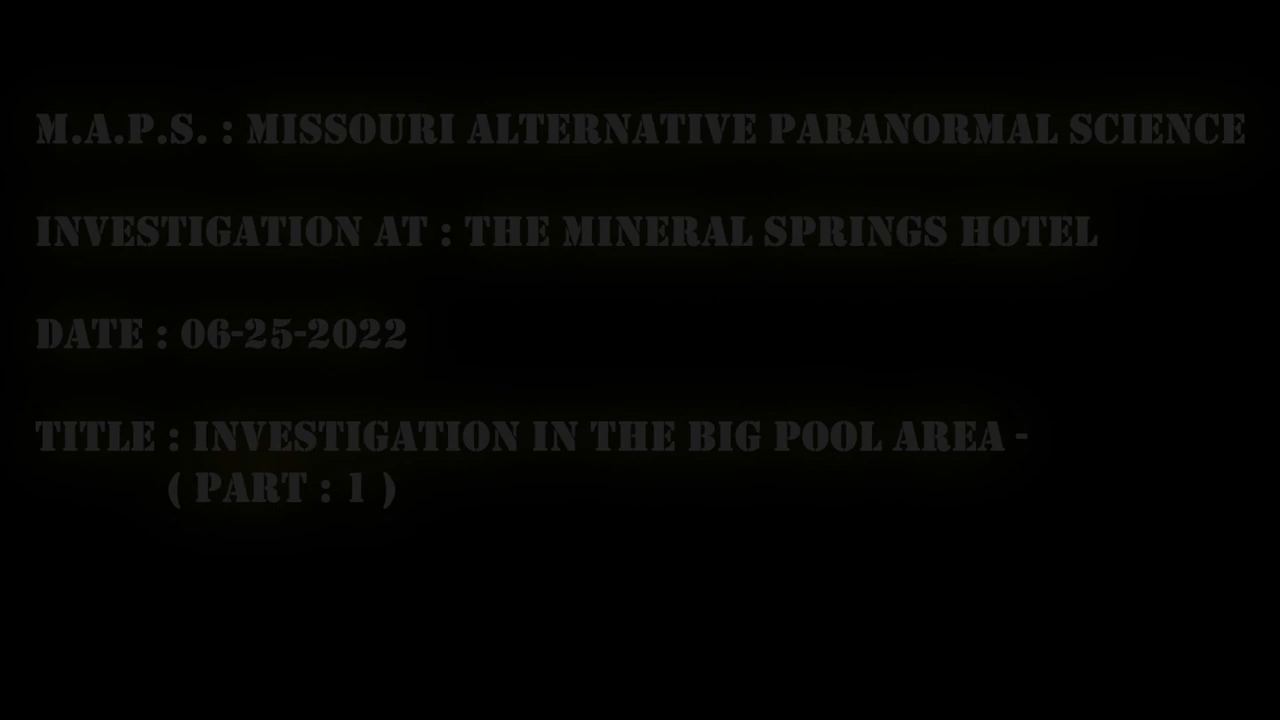 M.A.P.S. : MISSOURI ALTERNATIVE PARANORMAL SCIENCE
INVESTIGATION AT : THE MINERAL SPRINGS HOTEL
DATE : 06-25-2022
TITLE : INVESTIGATION IN THE BIG POOL AREA -
( PART : 1 )